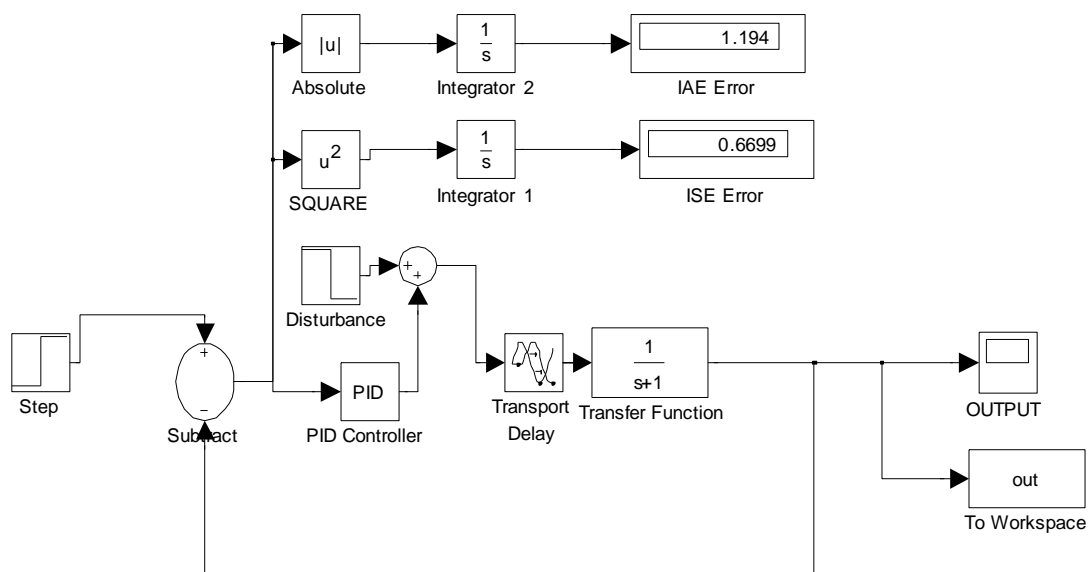 |u|
1
s
1.194
Absolute
Integrator 2
IAE Error
u2
1
s
0.6699
SQUARE
Integrator 1
ISE Error
+
+
Disturbance
Step
+
−
Subtract
PID
PID Controller
Transport
Delay
1
s+1
Transfer Function
OUTPUT
out
To Workspace